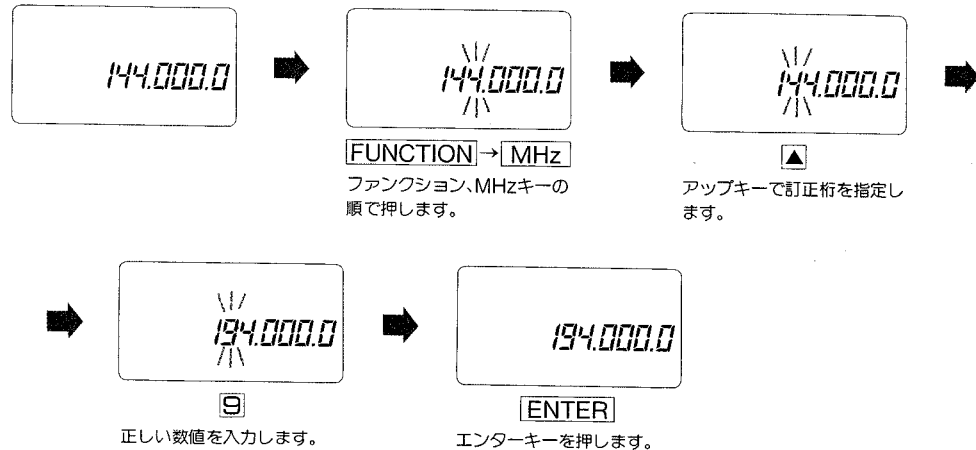 144.000.0
144.000.0
144.000.0
FUNCTION→MHz
▲
ファンクション、MHzキーの
順で押します。
アップキーで訂正桁を指定し
ます。
194.000.0
194.000.0
9
ENTER
正しい数値を入力します。
エンターキーを押します。